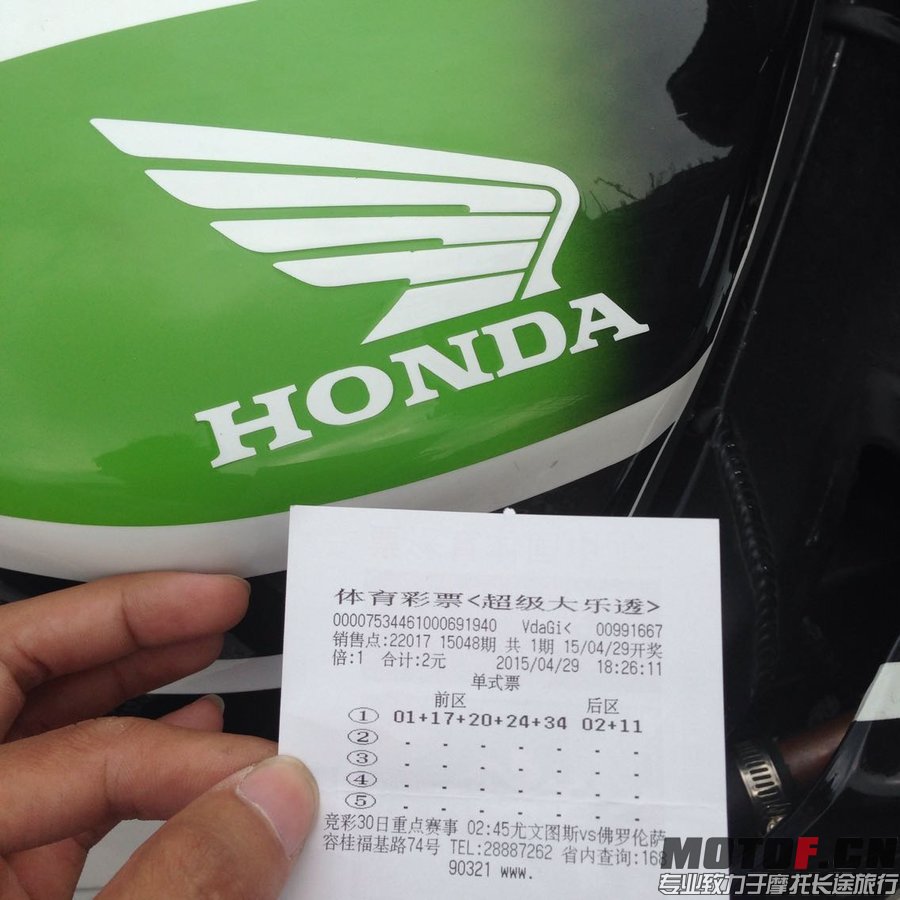 HONDA
体育彩票<超级大乐透>
00007534461000691940 VdaGi< 00991667
销售点:22017 15048期 共 1期 15/04/29开奖
倍:1 合计:2元 2015/04/29 18:26:11
单式票
前区 后区
① 01+17+20+24+34 02+11
② - - - - - - -
③ - - - - - - -
④ - - - - - - -
⑤ - - - - - - -
竞彩30日重点赛事 02:45尤文图斯vs佛罗伦萨
容桂福基路74号 TEL:28887262 省内查询:168
90321 www.
MOTOF.CN
专业致力于摩托长途旅行